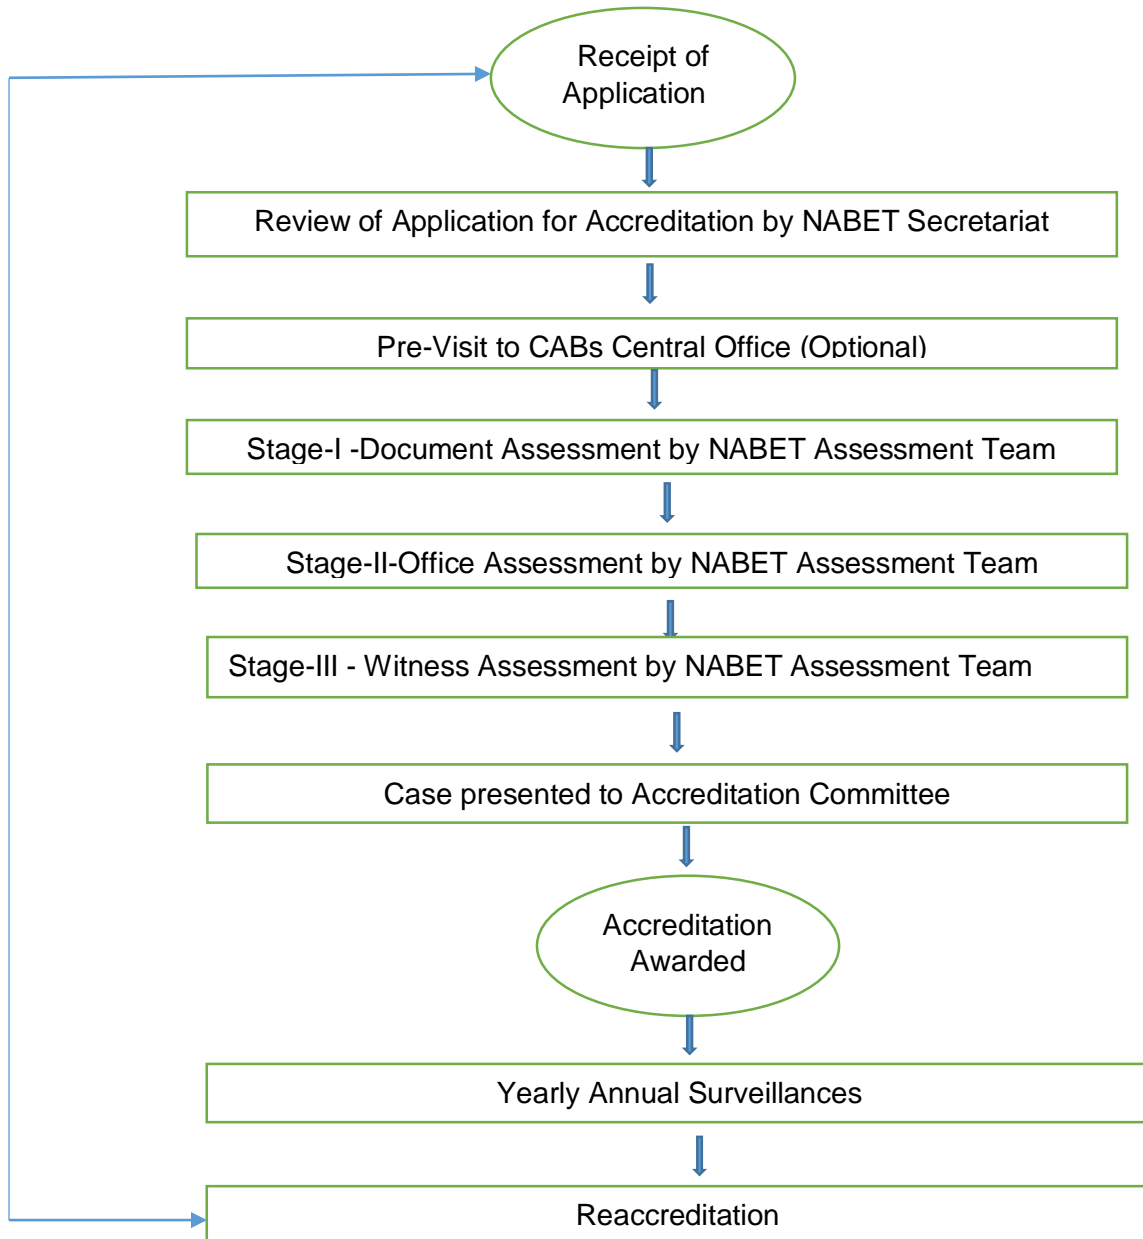 Receipt of
Application
Review of Application for Accreditation by NABET Secretariat
Pre-Visit to CABs Central Office (Optional)
Stage-I -Document Assessment by NABET Assessment Team
Stage-II-Office Assessment by NABET Assessment Team
Stage-III - Witness Assessment by NABET Assessment Team
Case presented to Accreditation Committee
Accreditation
Awarded
Yearly Annual Surveillances
Reaccreditation